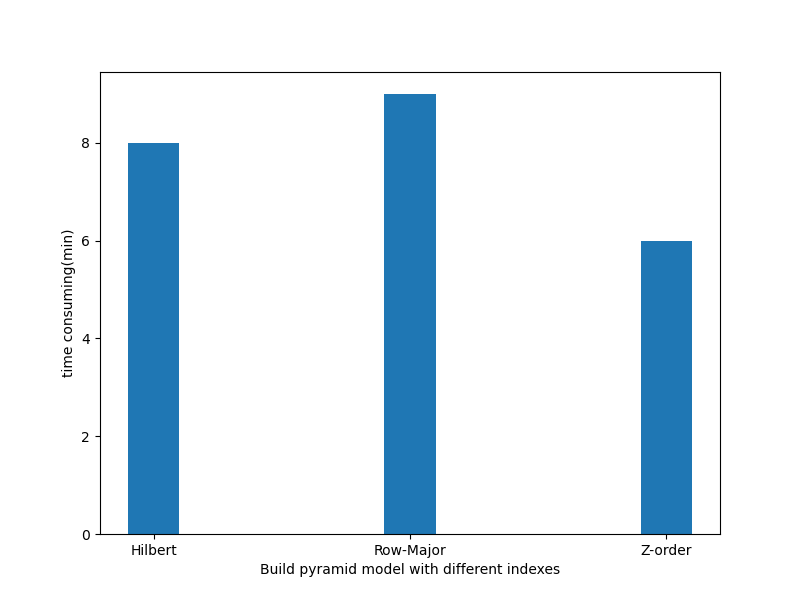 8
6
4
2
0
time consuming(min)
Hilbert
Row-Major
Z-order
Build pyramid model with different indexes